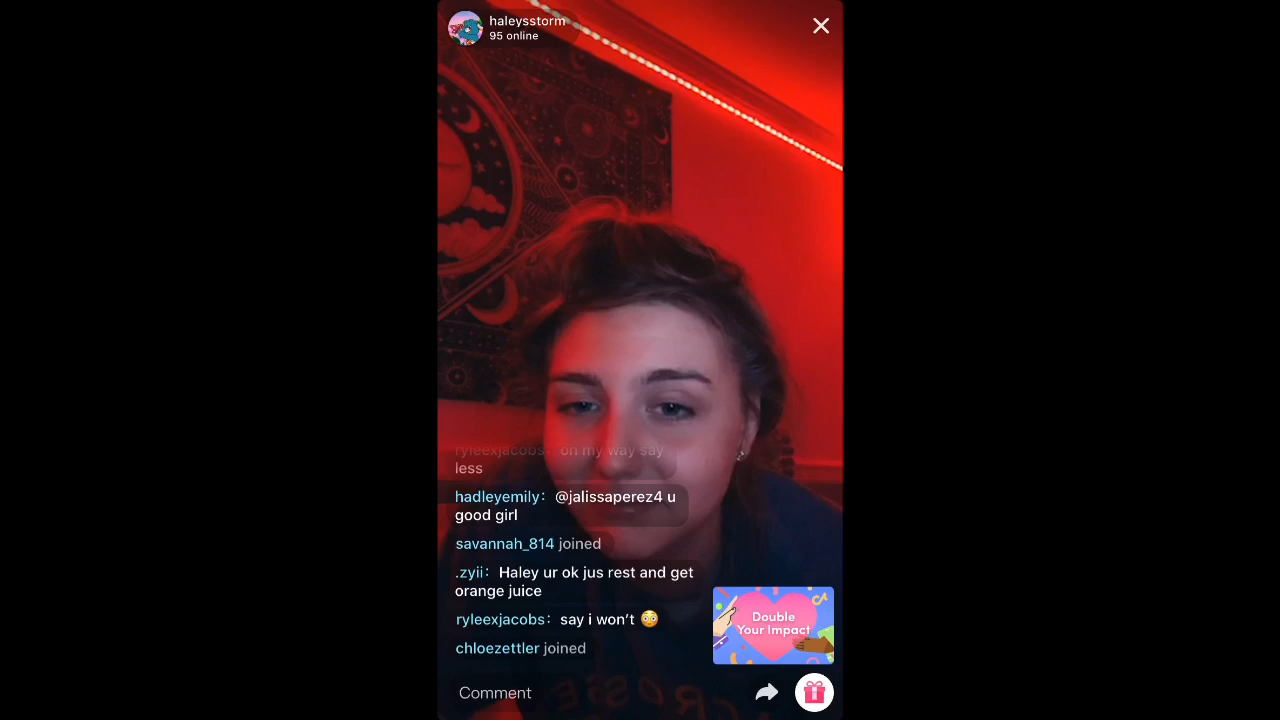 haleysstorm
95 online
ryleexjacobs: on my way say
less
hadleyemily: @jalissaperez4 u
good girl
savannah_814 joined
.zyii: Haley ur ok jus rest and get
orange juice
ryleexjacobs: say i won't 😳
chloezettler joined
Double
Your Impact
Comment